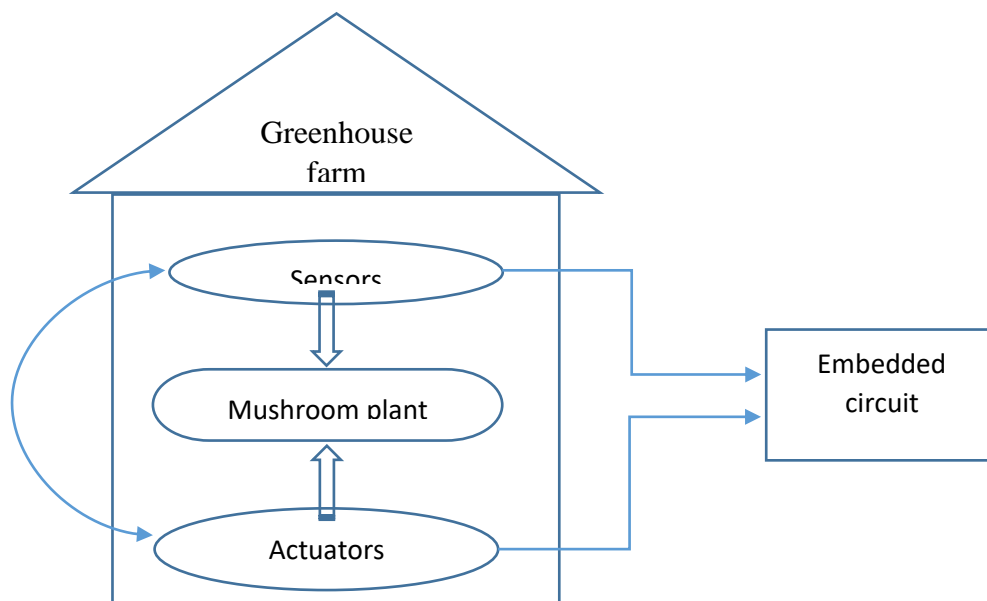 Greenhouse
farm
Sensors
Mushroom plant
Embedded
circuit
Actuators